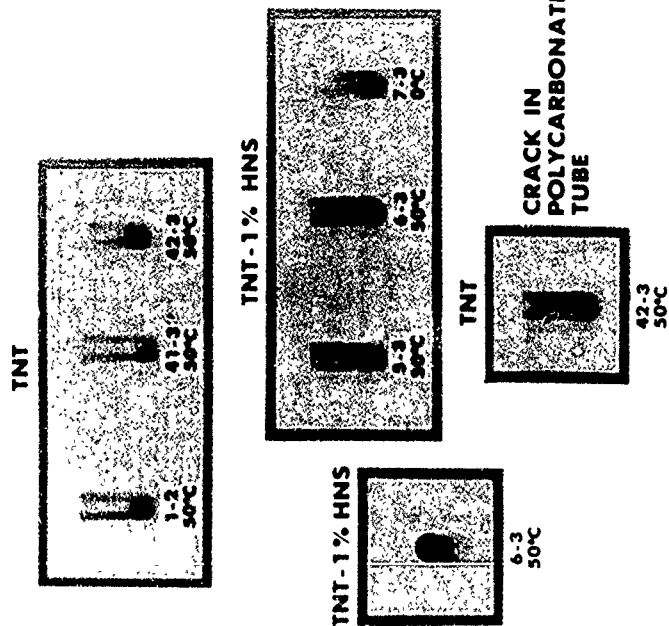 TNT
1-2 41-3 42-3
50°C 50°C 50°C
TNT-1% HNS
5-3 6-3 7-3
50°C 50°C 0°C
TNT-1% HNS
6-3
50°C
TNT
42-3
50°C
CRACK IN
POLYCARBONATE
TUBE